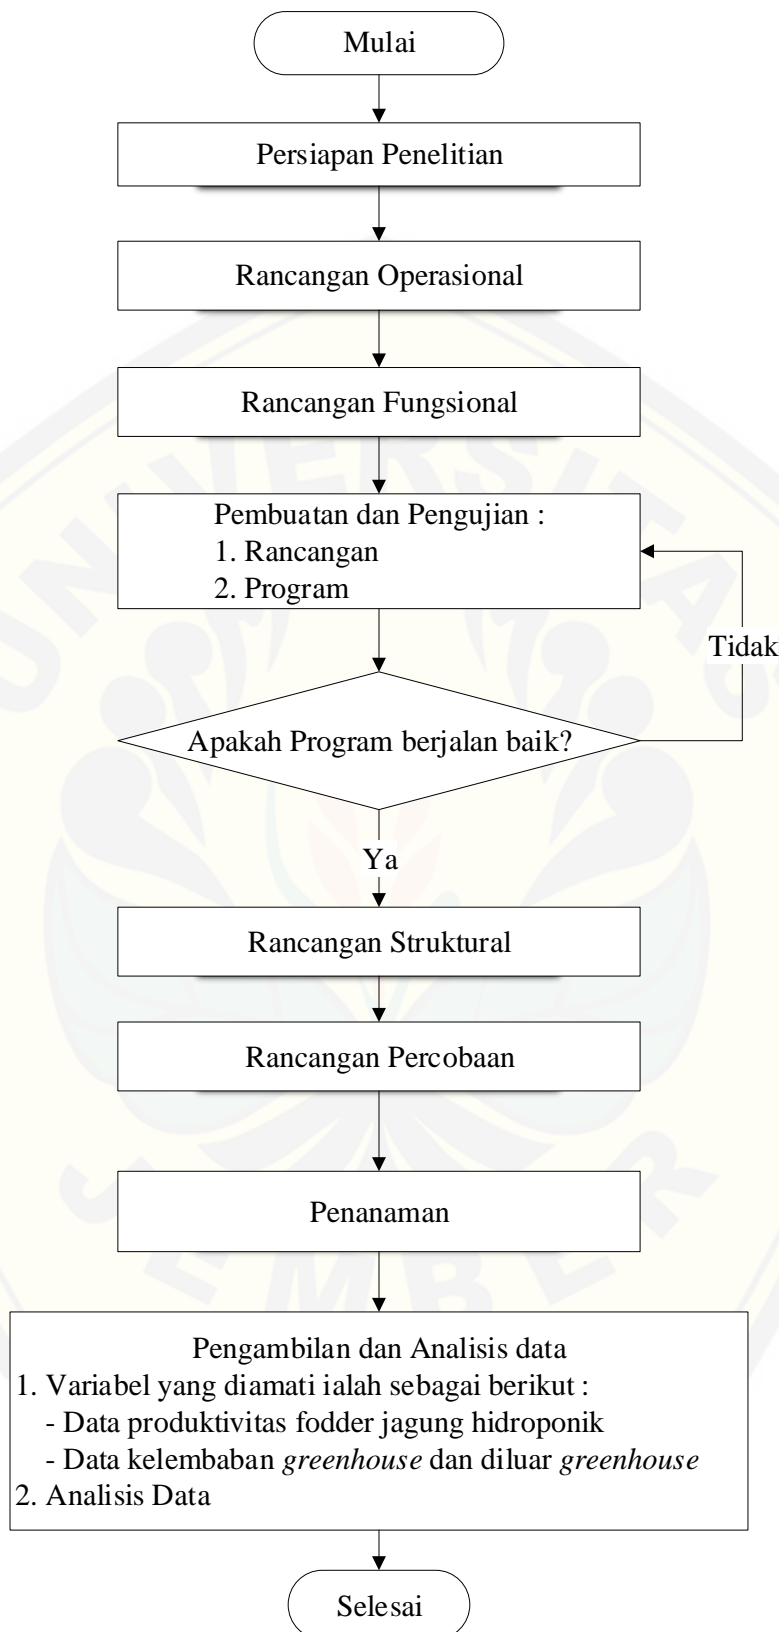 Mulai
Persiapan Penelitian
Rancangan Operasional
Rancangan Fungsional
Pembuatan dan Pengujian :
1. Rancangan
2. Program
Tidak
Apakah Program berjalan baik?
Ya
Rancangan Struktural
Rancangan Percobaan
Penanaman
Pengambilan dan Analisis data
1. Variabel yang diamati ialah sebagai berikut :
- Data produktivitas fodder jagung hidroponik
- Data kelembaban greenhouse dan diluar greenhouse
2. Analisis Data
Selesai
UNIVERSITAS
JEMBER